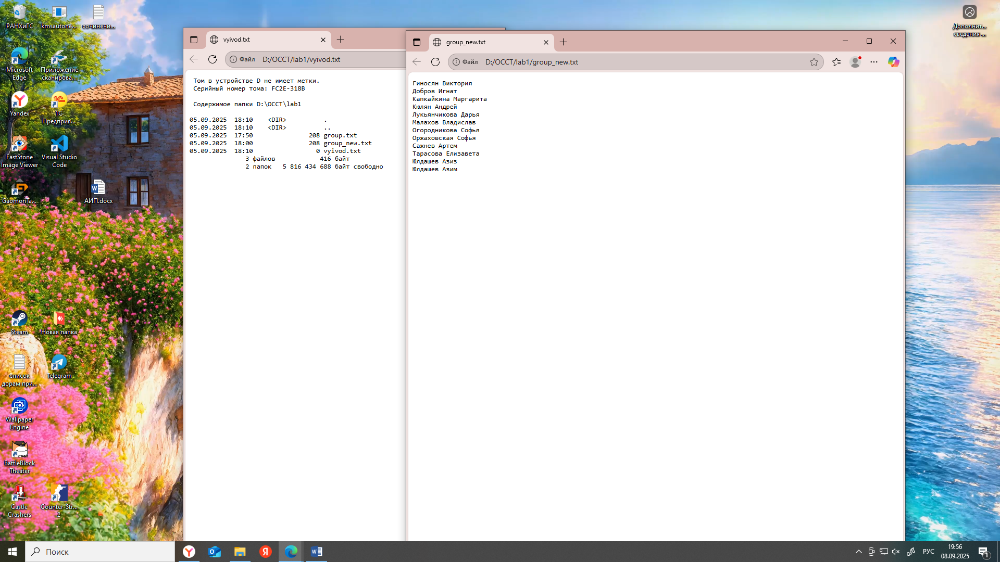 РАНХиГС
kmsautone...
сочинени...
Microsoft
Edge
Приложение
сканирова...
Yandex
1С
Предприя...
FastStone
Image Viewer
Visual Studio
Code
GaomonTa...
АИП.docx
Steam
Новая папка
список
дорам при...
Telegram
Wallpaper
Engine
BattleBlock
Theater
Castle
Crashers
Counter-Str...
2
Дополнит...
сведения ...
vyivod.txt
Файл D:/ОССТ/lab1/vyivod.txt
Том в устройстве D не имеет метки.
Серийный номер тома: FC2E-318B
Содержимое папки D:\ОССТ\lab1
05.09.2025 18:10 <DIR> .
05.09.2025 18:10 <DIR> ..
05.09.2025 17:50 208 group.txt
05.09.2025 18:00 208 group_new.txt
05.09.2025 18:10 0 vyivod.txt
3 файлов 416 байт
2 папок 5 816 434 688 байт свободно
group_new.txt
Файл D:/ОССТ/lab1/group_new.txt
Гиносян Виктория
Добров Игнат
Капкайкина Маргарита
Кюлян Андрей
Лукьянчикова Дарья
Малахов Владислав
Огородникова Софья
Оржаховская Софья
Сажнев Артем
Тарасова Елизавета
Юлдашев Азиз
Юлдашев Азим
Поиск
РУС
19:56
08.09.2025
1